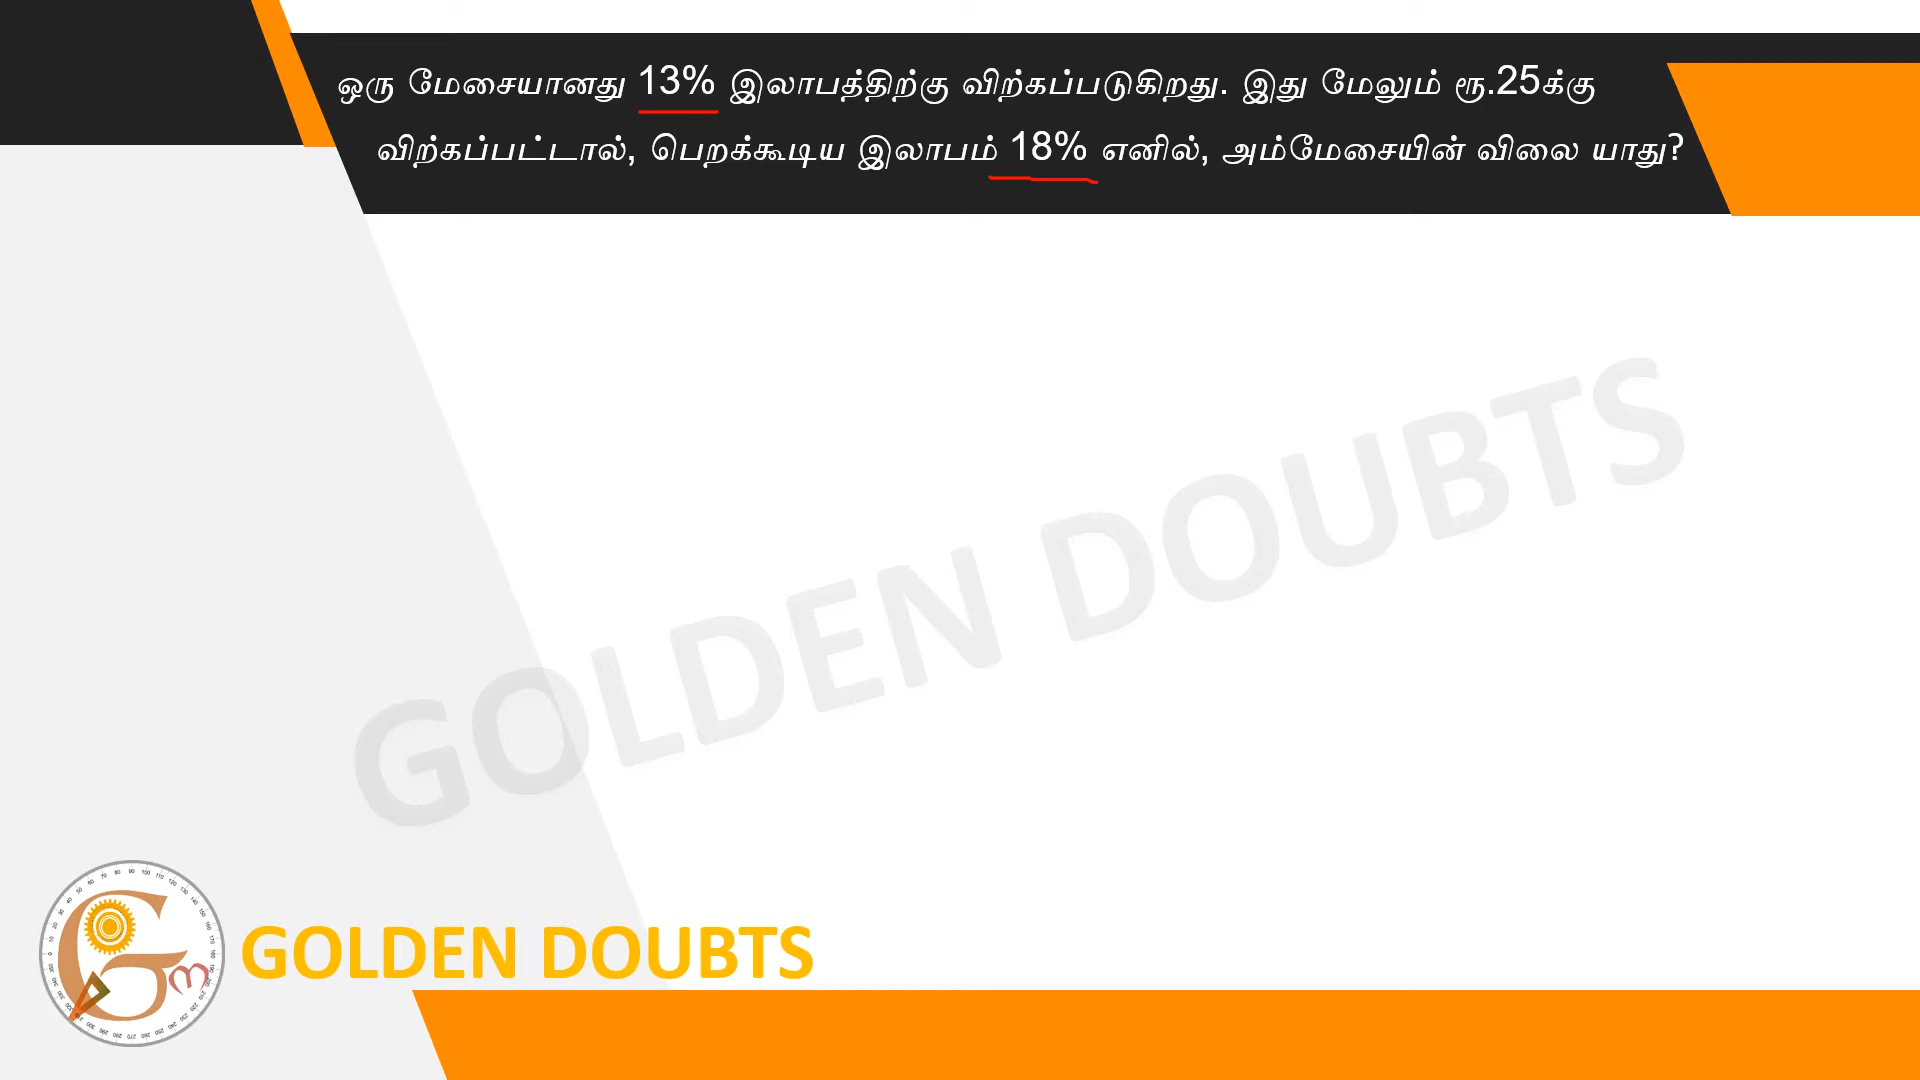 ஒரு மேசையானது 13% இலாபத்திற்கு விற்கப்படுகிறது. இது மேலும் ரூ.25க்கு
விற்கப்பட்டால், பெறக்கூடிய இலாபம் 18% எனில், அம்மேசையின் விலை யாது?
GOLDEN DOUBTS
GOLDEN DOUBTS